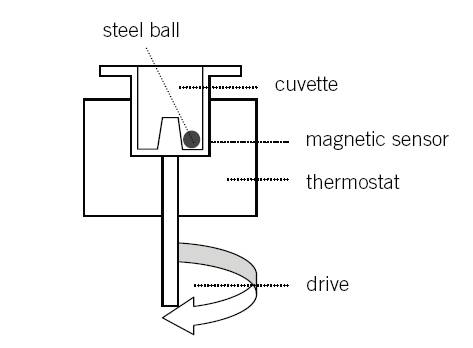 steel ball
cuvette
magnetic sensor
thermostat
drive